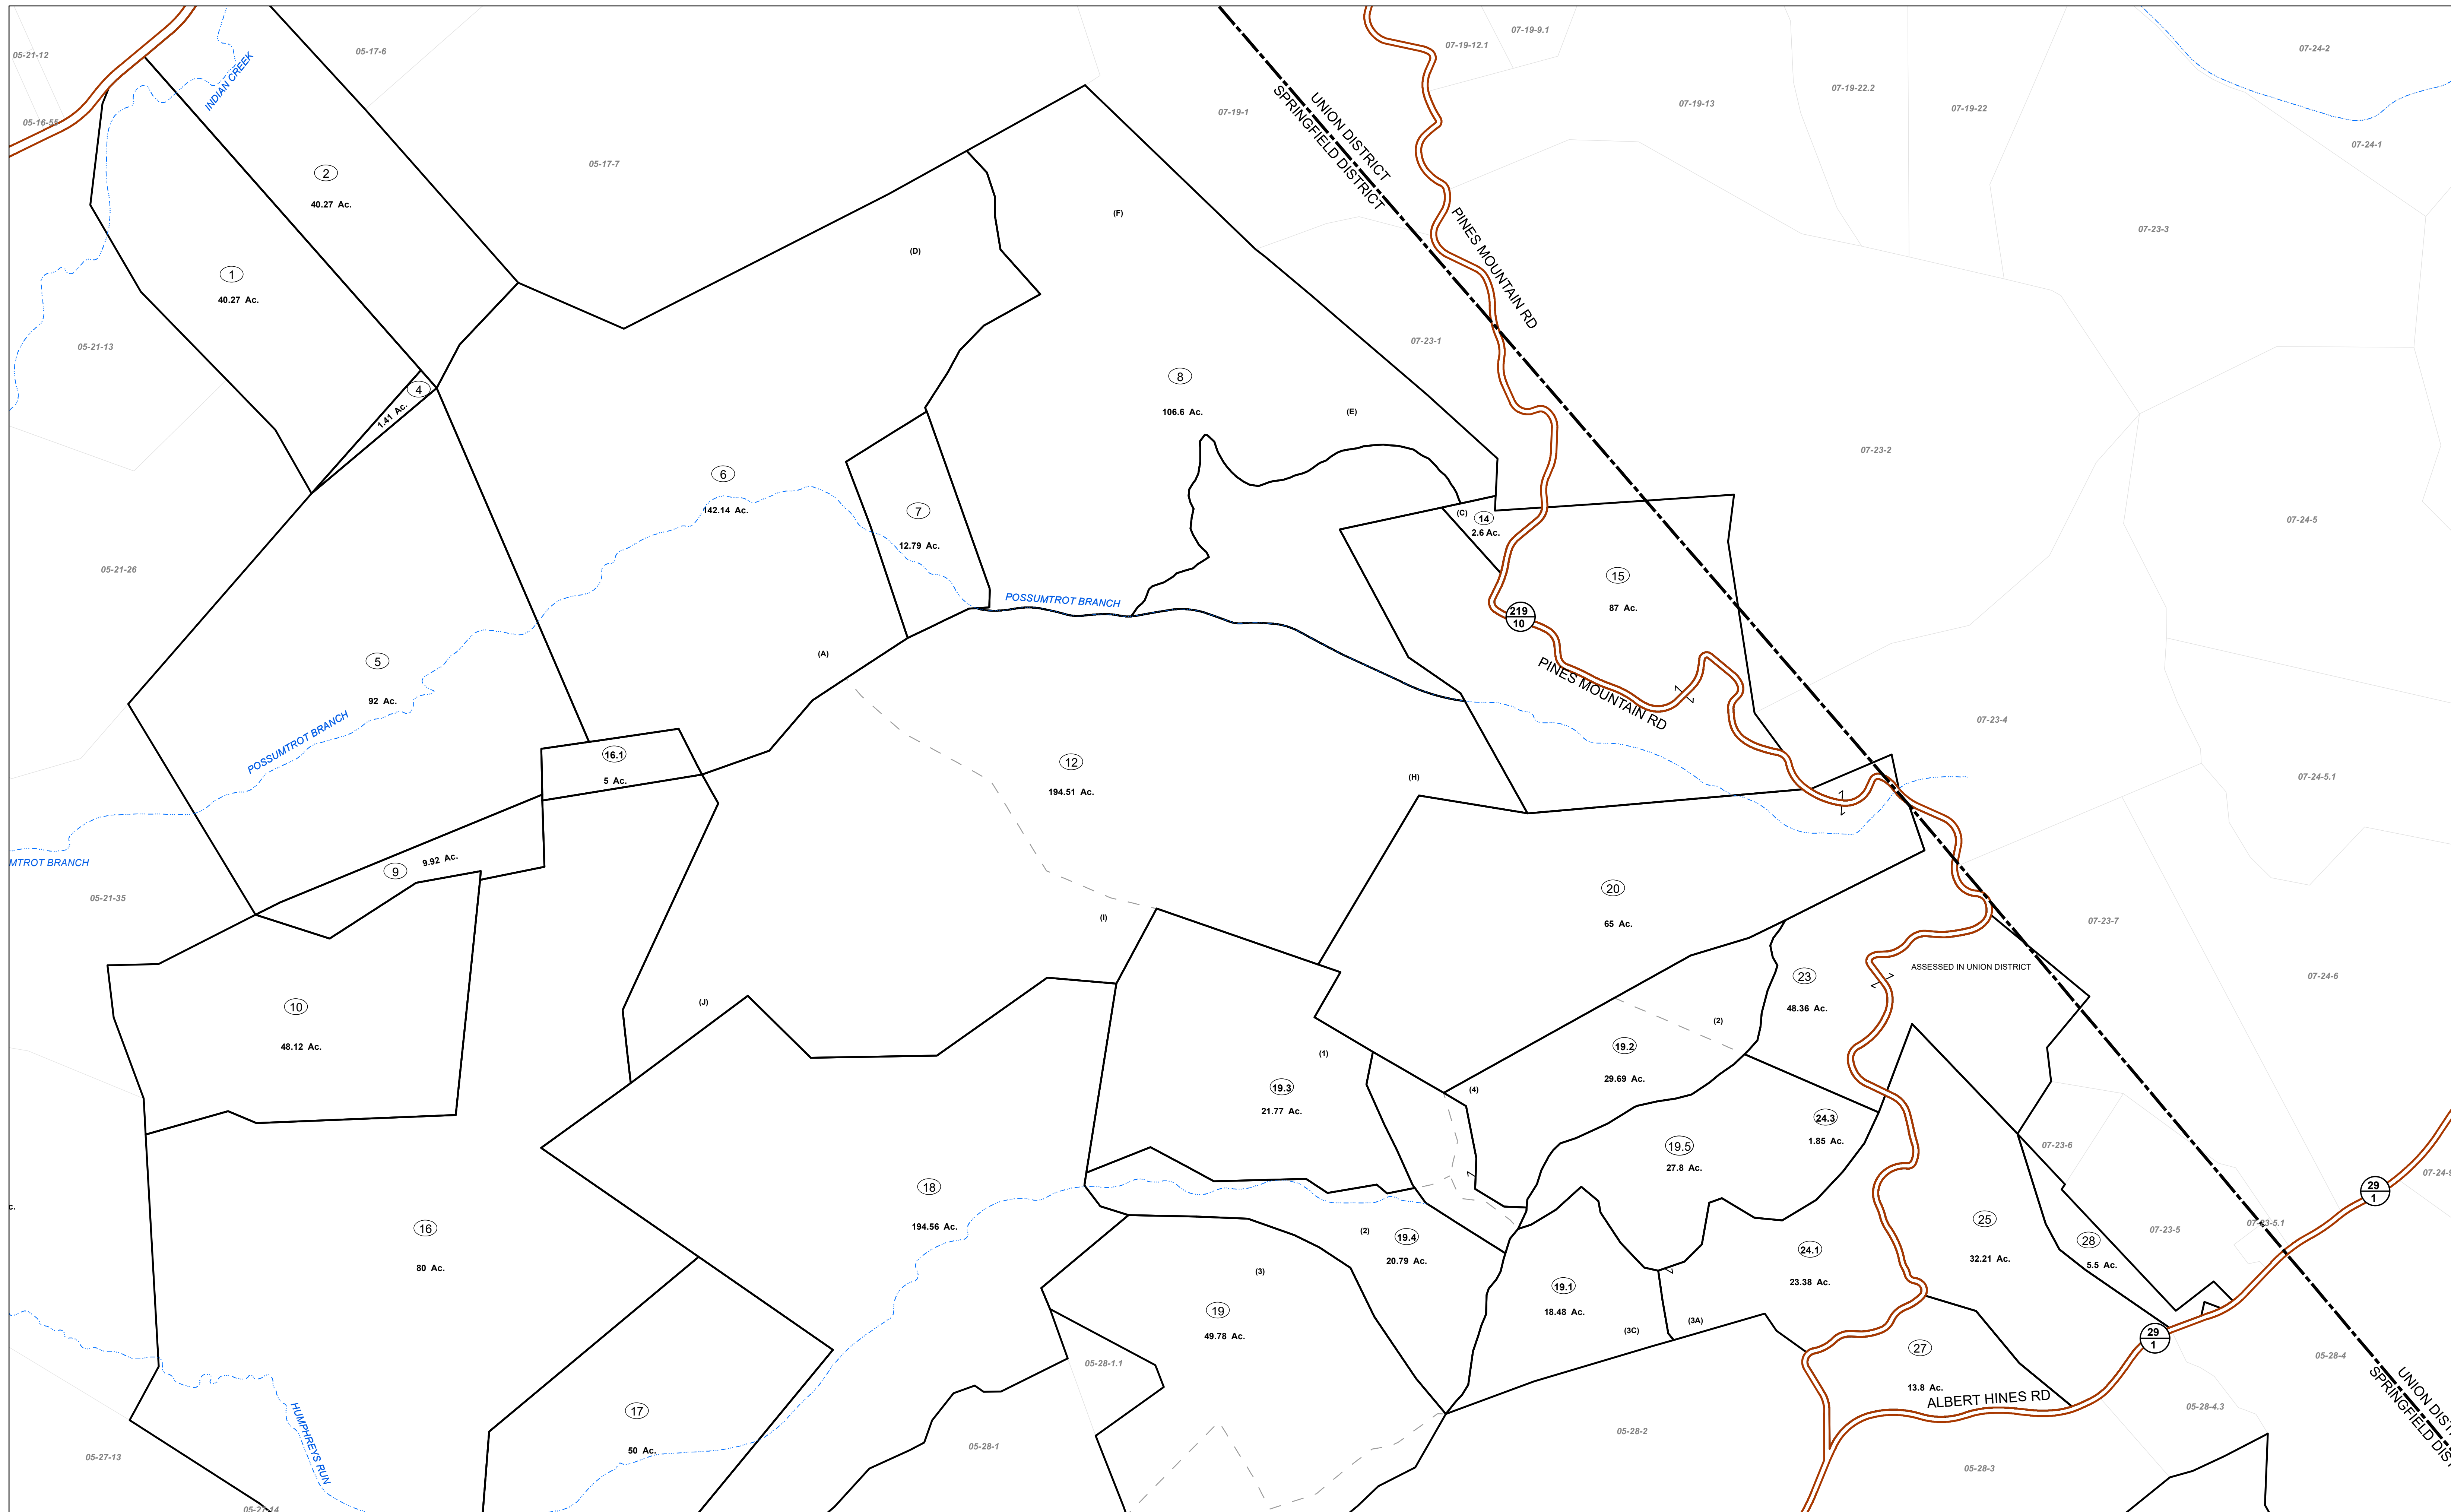 05-21-12
05-17-6
INDIAN CREEK
05-16-55
05-17-7
07-19-1
07-19-12.1
07-19-9.1
07-19-13
07-19-22.2
07-19-22
07-24-2
07-24-1
UNION DISTRICT
SPRINGFIELD DISTRICT
PINES MOUNTAIN RD
2
40.27 Ac.
1
40.27 Ac.
(D)
(F)
07-23-3
05-21-13
07-23-1
4
1.41 Ac.
8
106.6 Ac.
(E)
07-23-2
6
142.14 Ac.
7
12.79 Ac.
(C)
14
2.6 Ac.
07-24-5
05-21-26
15
87 Ac.
POSSUMTROT BRANCH
219
10
(A)
5
92 Ac.
PINES MOUNTAIN RD
POSSUMTROT BRANCH
07-23-4
16.1
5 Ac.
12
194.51 Ac.
(H)
07-24-5.1
MTROT BRANCH
9
9.92 Ac.
05-21-35
20
65 Ac.
(I)
07-23-7
ASSESSED IN UNION DISTRICT
07-24-6
23
48.36 Ac.
(J)
10
48.12 Ac.
(2)
19.2
29.69 Ac.
(1)
19.3
21.77 Ac.
(4)
24.3
1.85 Ac.
19.5
27.8 Ac.
07-23-6
07-24-9
29
1
18
194.56 Ac.
c.
16
80 Ac.
(2)
19.4
20.79 Ac.
(3)
24.1
23.38 Ac.
25
32.21 Ac.
07-23-5
07-23-5.1
28
5.5 Ac.
19.1
18.48 Ac.
19
49.78 Ac.
(3C)
(3A)
29
1
27
13.8 Ac.
05-28-1.1
05-28-4
ALBERT HINES RD
05-28-4.3
UNION DIST
SPRINGFIELD DIST
17
50 Ac.
HUMPHREYS RUN
05-28-1
05-28-2
05-27-13
05-28-3
05-27-14